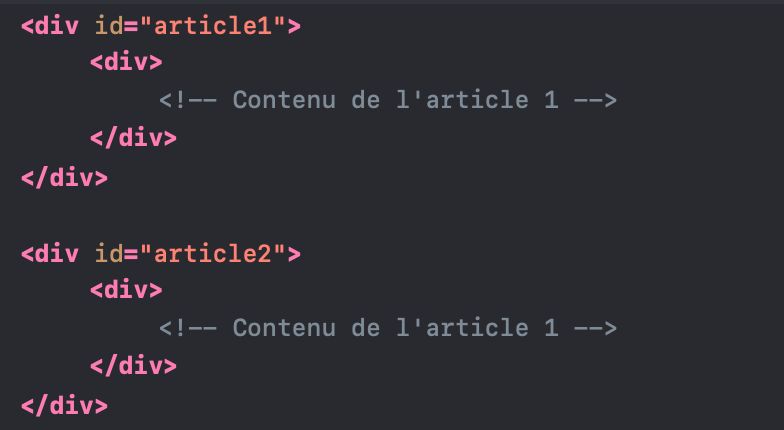 <div id="article1">
<div>
<!-- Contenu de l'article 1 -->
</div>
</div>
<div id="article2">
<div>
<!-- Contenu de l'article 1 -->
</div>
</div>